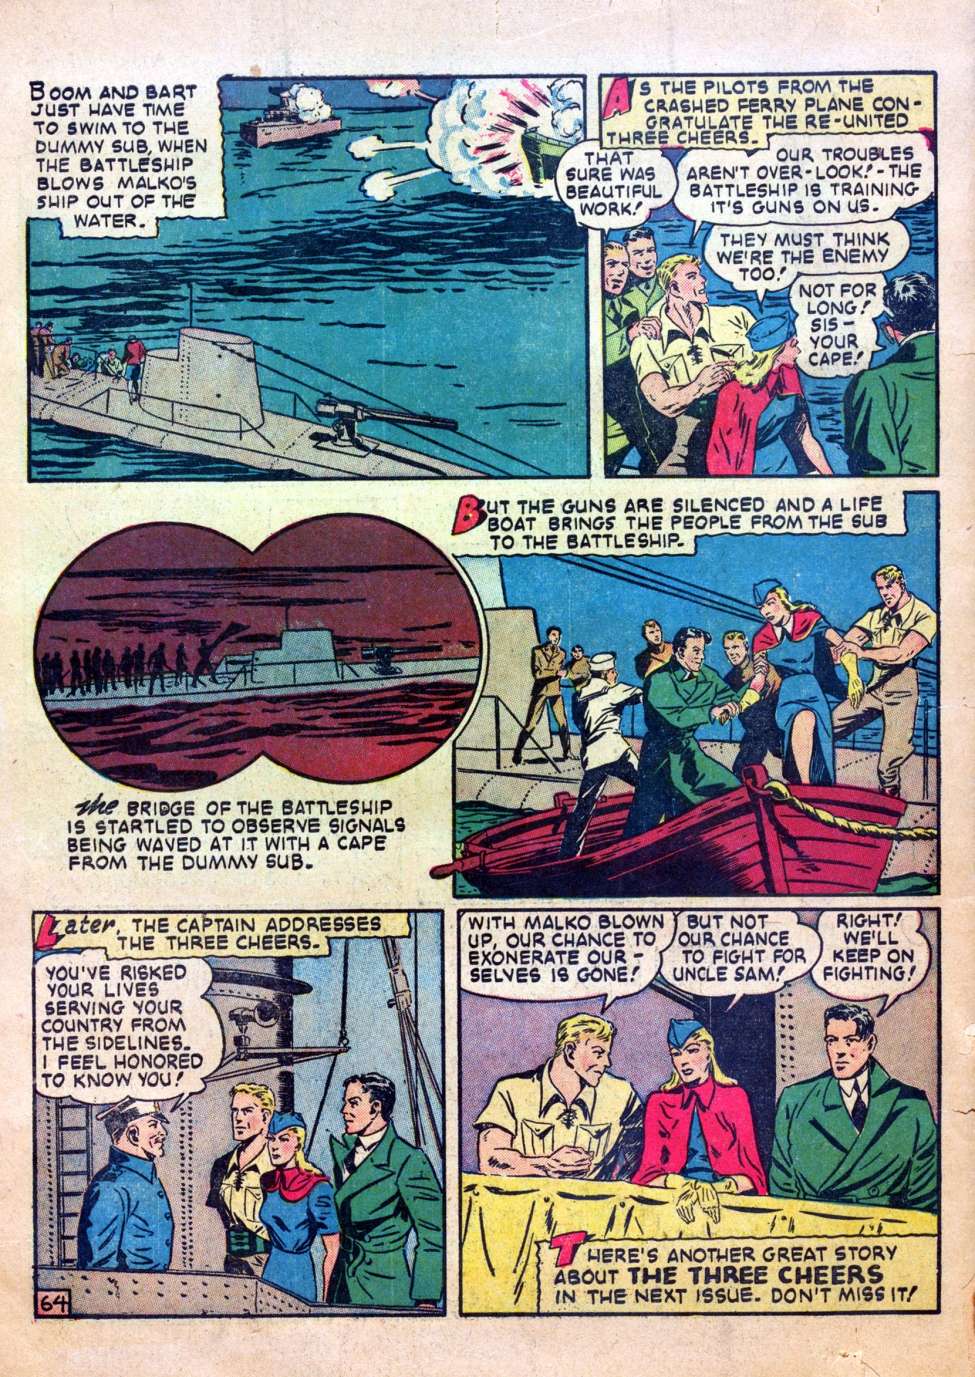 BOOM AND BART
JUST HAVE TIME
TO SWIM TO THE
DUMMY SUB, WHEN
THE BATTLESHIP
BLOWS MALKO'S
SHIP OUT OF THE
WATER.
AS THE PILOTS FROM THE
CRASHED FERRY PLANE CON-
GRATULATE THE RE-UNITED
THREE CHEERS.
THAT
SURE WAS
BEAUTIFUL
WORK!
OUR TROUBLES
AREN'T OVER-LOOK!-THE
BATTLESHIP IS TRAINING
IT'S GUNS ON US.
THEY MUST THINK
WE'RE THE ENEMY
TOO!
NOT FOR
LONG!
SIS-
YOUR
CAPE!
The BRIDGE OF THE BATTLESHIP
IS STARTLED TO OBSERVE SIGNALS
BEING WAVED AT IT WITH A CAPE
FROM THE DUMMY SUB.
BUT THE GUNS ARE SILENCED AND A LIFE
BOAT BRINGS THE PEOPLE FROM THE SUB
TO THE BATTLESHIP.
Later, THE CAPTAIN ADDRESSES
THE THREE CHEERS.
YOU'VE RISKED
YOUR LIVES
SERVING YOUR
COUNTRY FROM
THE SIDELINES.
I FEEL HONORED
TO KNOW YOU!
64
WITH MALKO BLOWN
UP, OUR CHANCE TO
EXONERATE OUR-
SELVES IS GONE!
BUT NOT
OUR CHANCE
TO FIGHT FOR
UNCLE SAM!
RIGHT!
WE'LL
KEEP ON
FIGHTING!
THERE'S ANOTHER GREAT STORY
ABOUT THE THREE CHEERS
IN THE NEXT ISSUE. DON'T MISS IT!